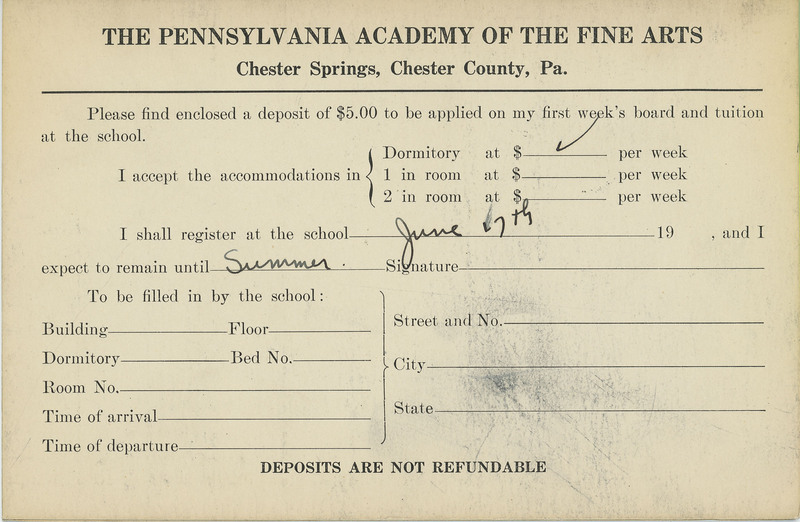 THE PENNSYLVANIA ACADEMY OF THE FINE ARTS
Chester Springs, Chester County, Pa.
Please find enclosed a deposit of $5.00 to be applied on my first week's board and tuition
at the school.
Dormitory at $ per week
I accept the accommodations in 1 in room at $ per week
2 in room at $ per week
I shall register at the school June 17th 19 , and I
expect to remain until Summer. Signature
To be filled in by the school:
Building Floor
Street and No.
Dormitory Bed No.
City
Room No.
State
Time of arrival
Time of departure
DEPOSITS ARE NOT REFUNDABLE